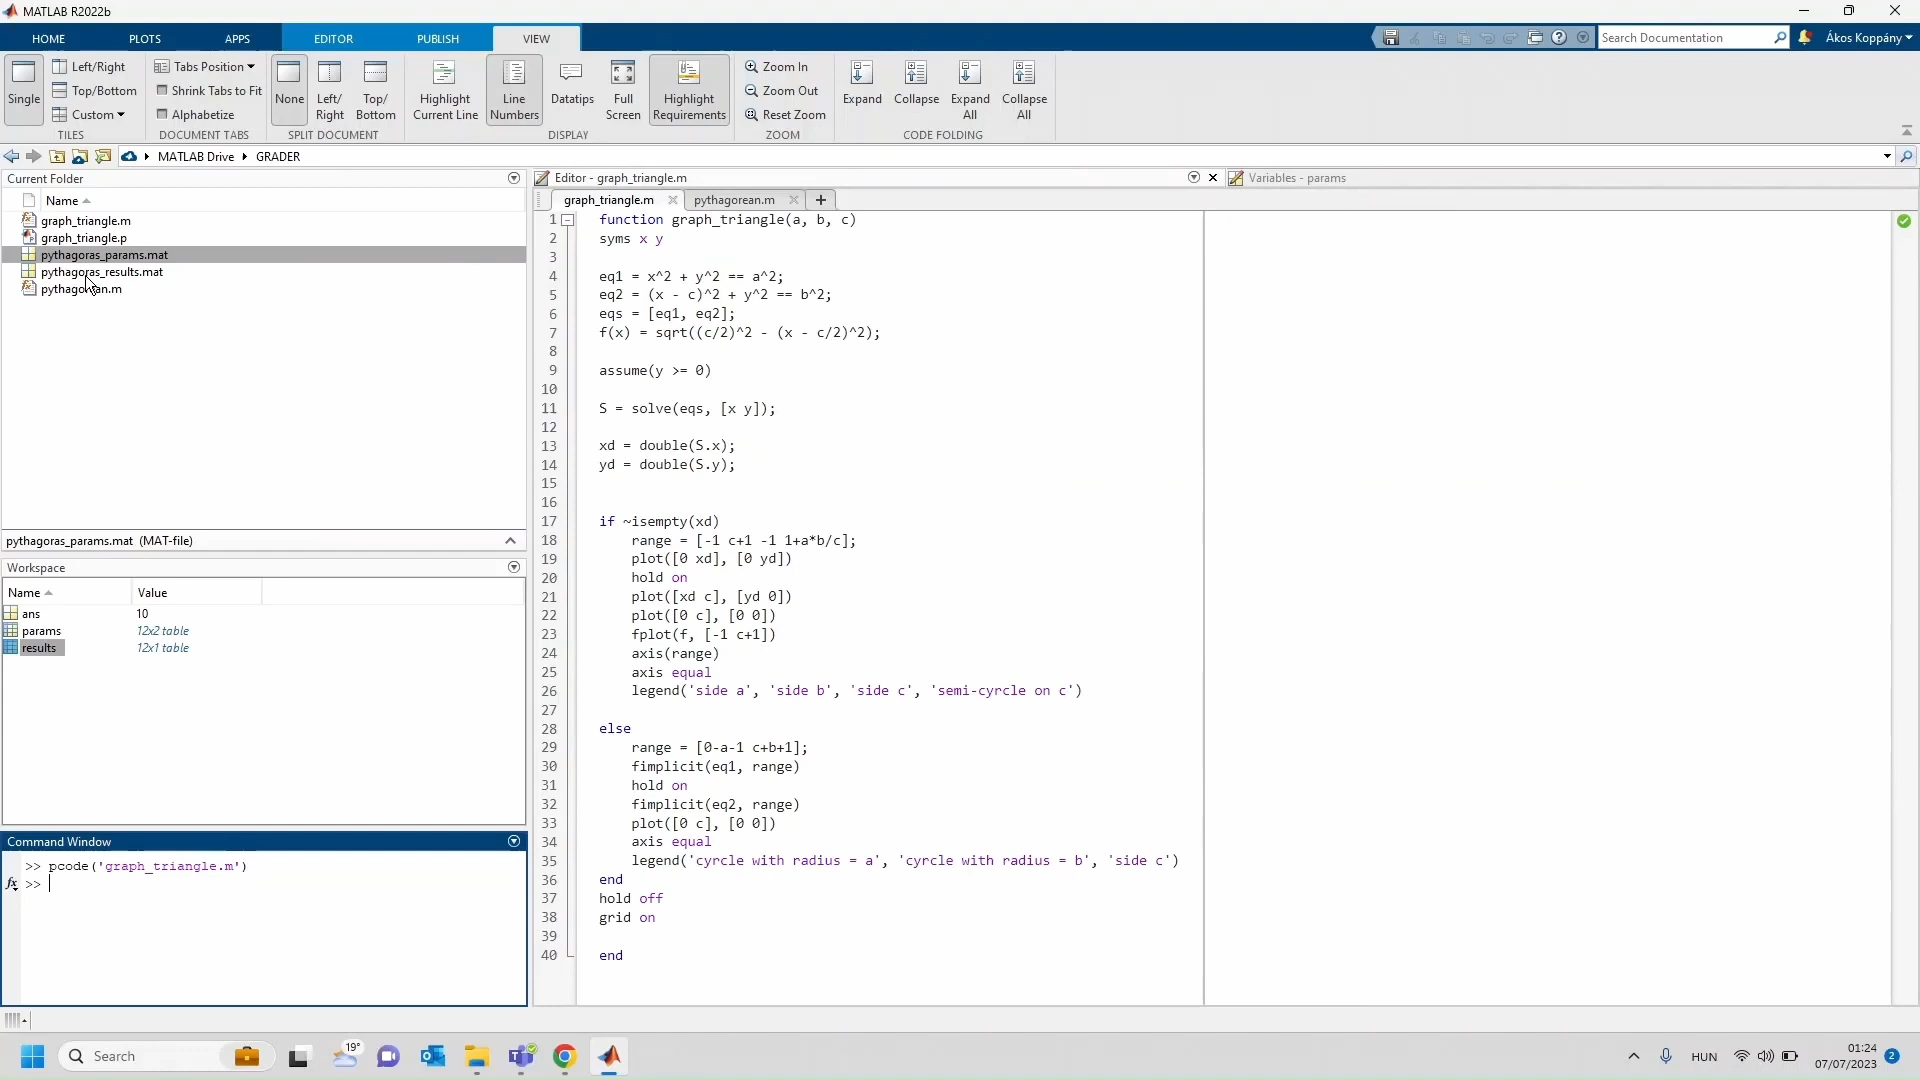 MATLAB R2022b
HOME PLOTS APPS EDITOR PUBLISH VIEW
Search Documentation
Ákos Koppány
Single
Left/Right
Top/Bottom
Custom
TILES
Tabs Position
Shrink Tabs to Fit
Alphabetize
DOCUMENT TABS
None
Left/
Right
Top/
Bottom
SPLIT DOCUMENT
Highlight
Current Line
Line
Numbers
Datatips
Full
Screen
Highlight
Requirements
DISPLAY
Zoom In
Zoom Out
Reset Zoom
ZOOM
Expand
Collapse
Expand
All
Collapse
All
CODE FOLDING
MATLAB Drive GRADER
Current Folder
Name
graph_triangle.m
graph_triangle.p
pythagoras_params.mat
pythagoras_results.mat
pythagorean.m
pythagoras_params.mat (MAT-file)
Workspace
Name Value
ans 10
params 12x2 table
results 12x1 table
Command Window
>> pcode('graph_triangle.m')
fx >>
Editor - graph_triangle.m
Variables - params
graph_triangle.m pythagorean.m
1 function graph_triangle(a, b, c)
2 syms x y
3
4 eq1 = x^2 + y^2 == a^2;
5 eq2 = (x - c)^2 + y^2 == b^2;
6 eqs = [eq1, eq2];
7 f(x) = sqrt((c/2)^2 - (x - c/2)^2);
8
9 assume(y >= 0)
10
11 S = solve(eqs, [x y]);
12
13 xd = double(S.x);
14 yd = double(S.y);
15
16
17 if ~isempty(xd)
18 range = [-1 c+1 -1 1+a*b/c];
19 plot([0 xd], [0 yd])
20 hold on
21 plot([xd c], [yd 0])
22 plot([0 c], [0 0])
23 fplot(f, [-1 c+1])
24 axis(range)
25 axis equal
26 legend('side a', 'side b', 'side c', 'semi-cyrcle on c')
27
28 else
29 range = [0-a-1 c+b+1];
30 fimplicit(eq1, range)
31 hold on
32 fimplicit(eq2, range)
33 plot([0 c], [0 0])
34 axis equal
35 legend('cyrcle with radius = a', 'cyrcle with radius = b', 'side c')
36 end
37 hold off
38 grid on
39
40 end
Search
19°
HUN
01:24
07/07/2023
2